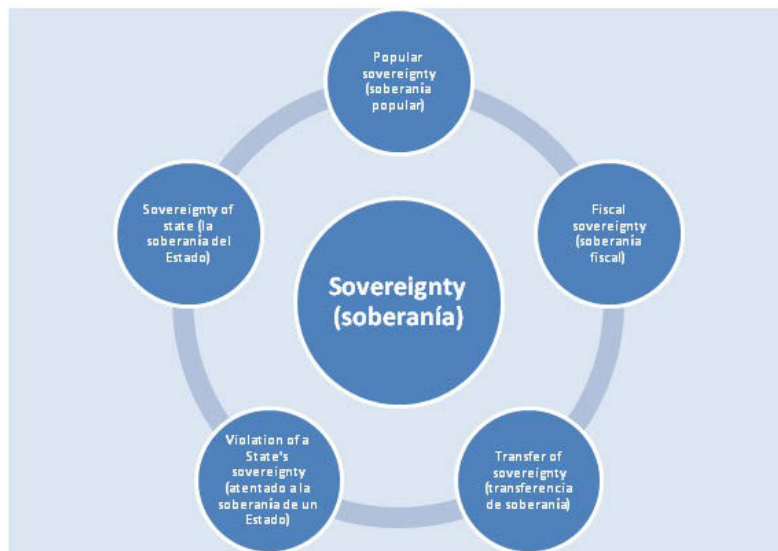 Popular
sovereignty
(soberanía
popular)
Fiscal
sovereignty
(soberanía
fiscal)
Transfer of
sovereignty
(transferencia
de soberanía)
Violation of a
State's
sovereignty
(atentado a la
soberanía de un
Estado)
Sovereignty of
state (la
soberanía del
Estado)
Sovereignty
(soberanía)